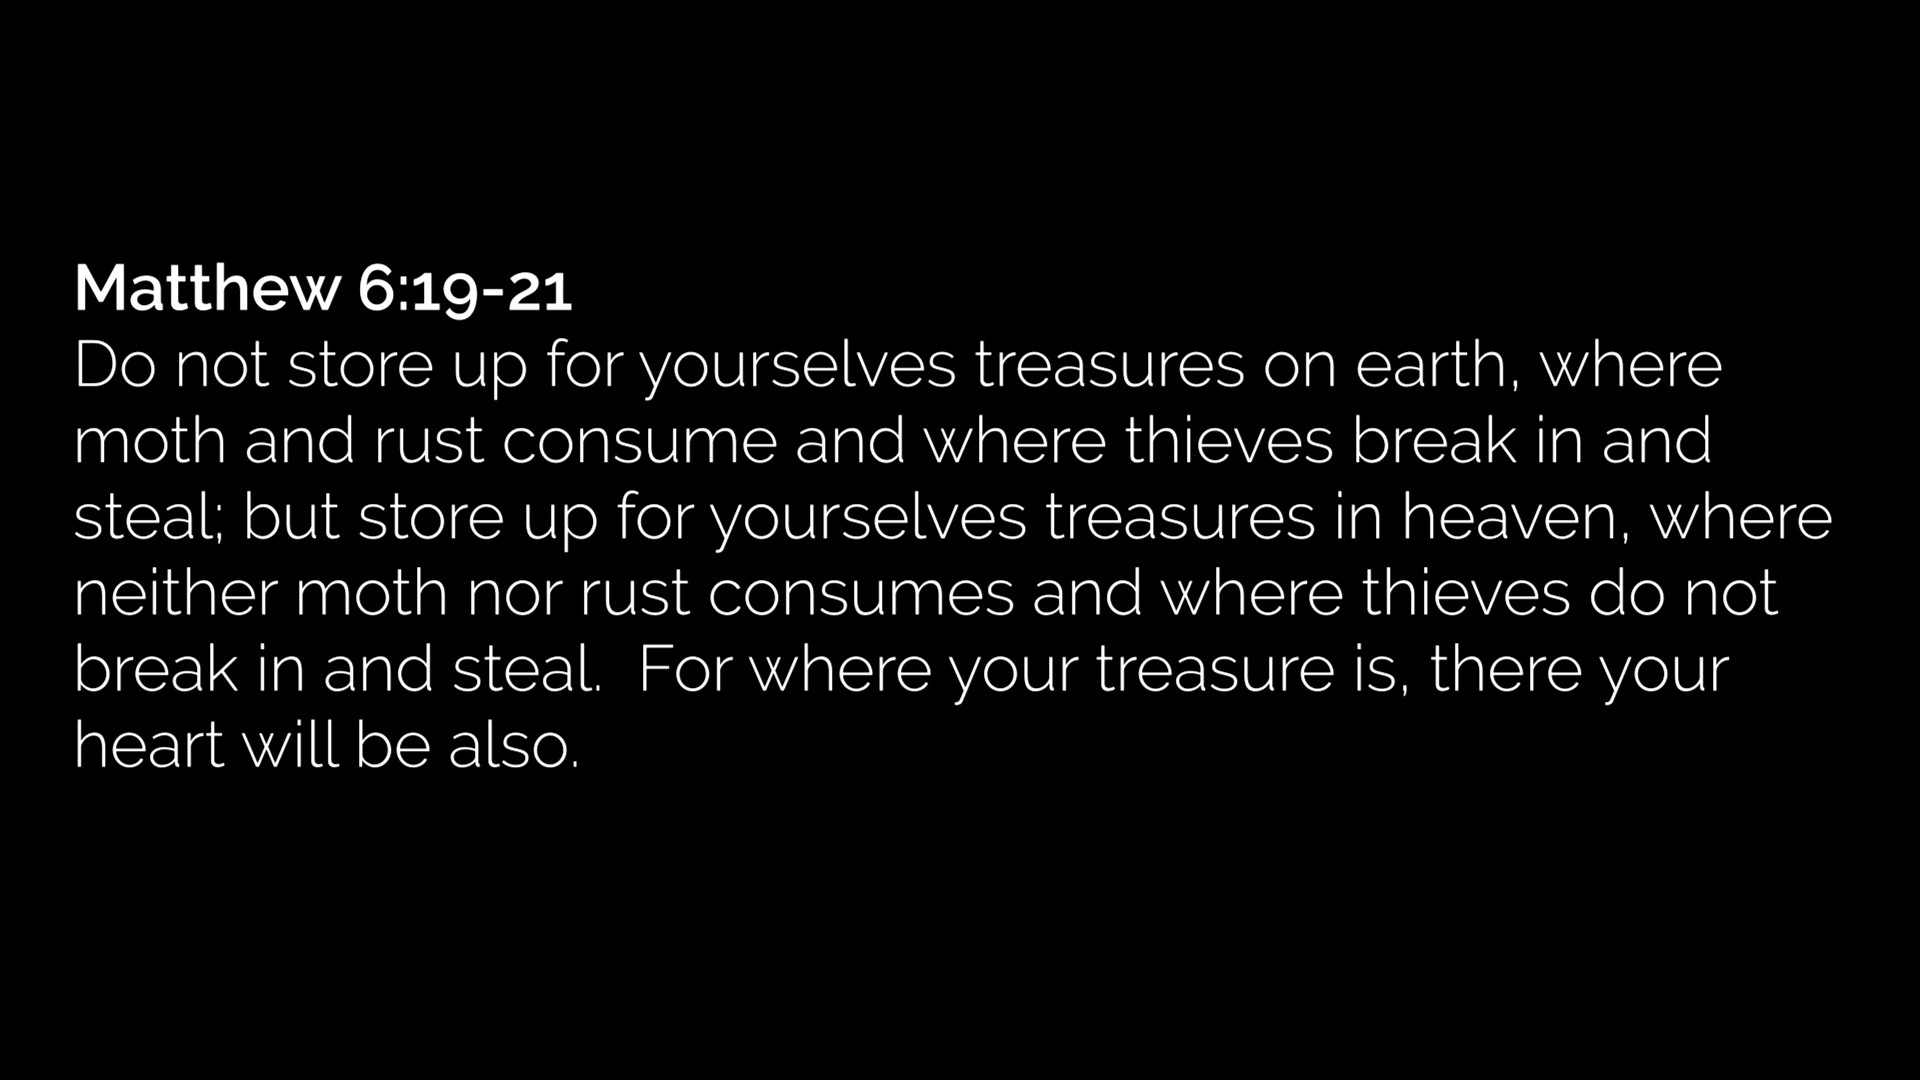 Matthew 6:19-21
Do not store up for yourselves treasures on earth, where
moth and rust consume and where thieves break in and
steal; but store up for yourselves treasures in heaven, where
neither moth nor rust consumes and where thieves do not
break in and steal.  For where your treasure is, there your
heart will be also.